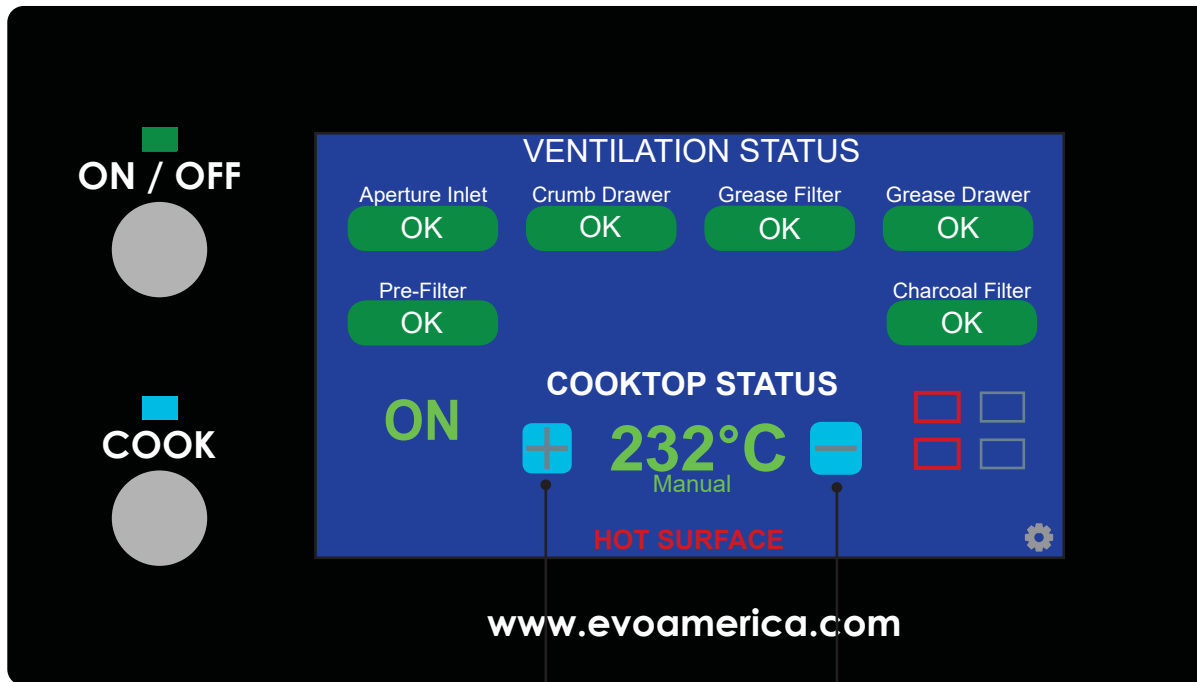 ON / OFF
COOK
VENTILATION STATUS
Aperture Inlet Crumb Drawer Grease Filter Grease Drawer
OK OK OK OK
Pre-Filter Charcoal Filter
OK OK
COOKTOP STATUS
ON + 232°C −
Manual
HOT SURFACE
www.evoamerica.com